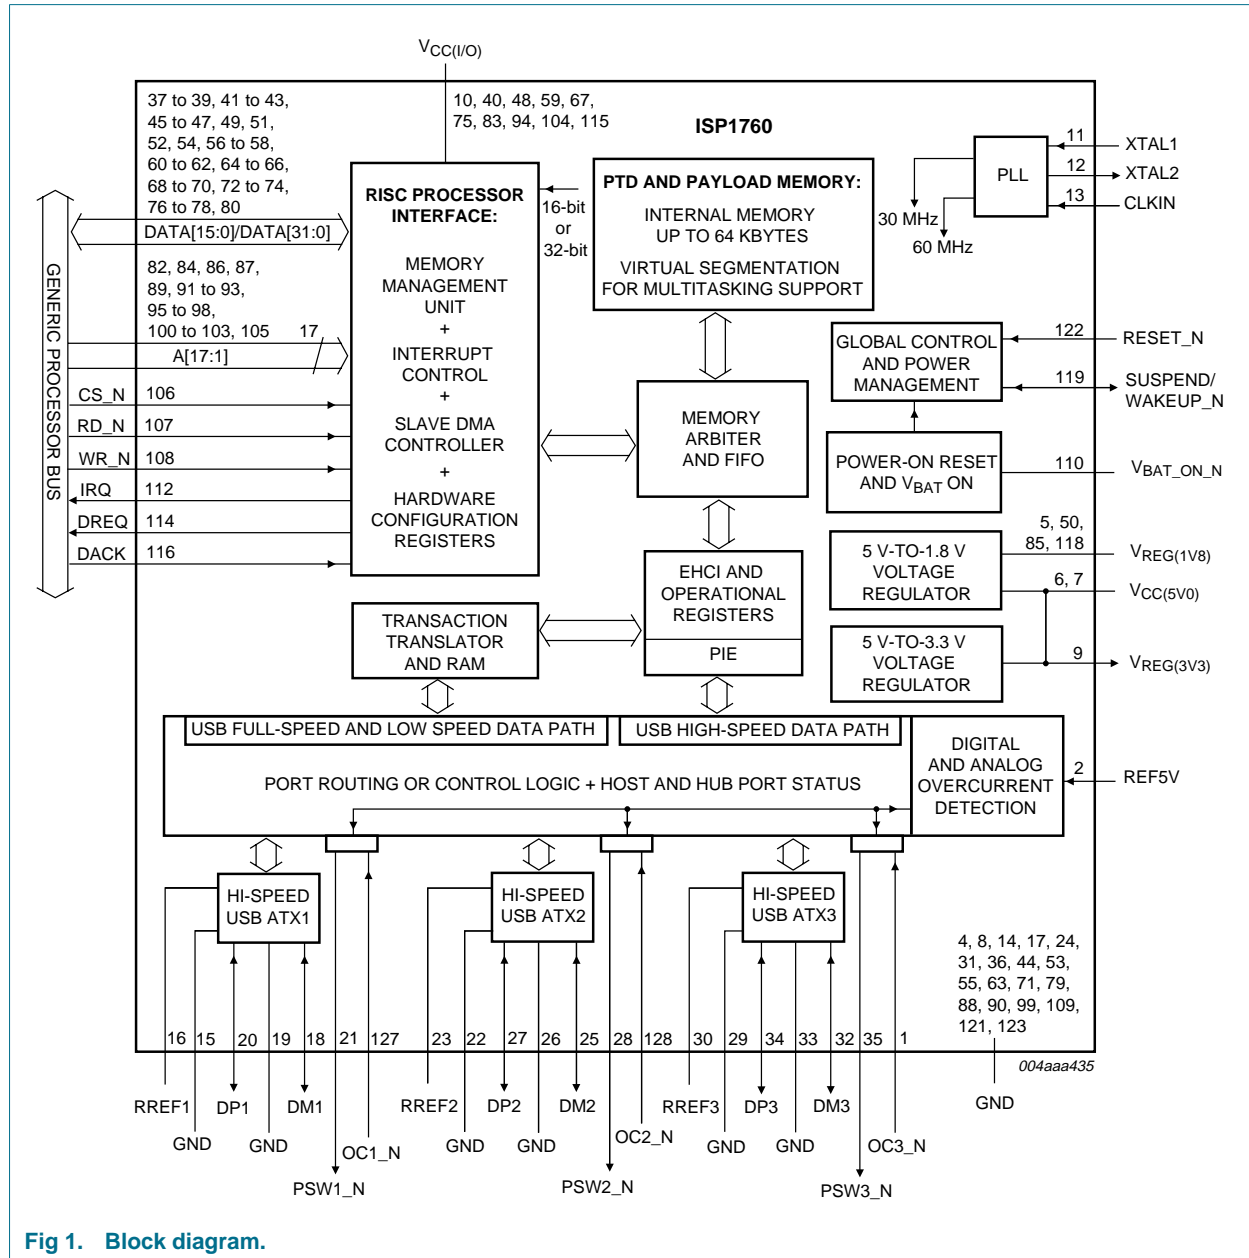 VCC(I/O)
37 to 39, 41 to 43,
45 to 47, 49, 51,
52, 54, 56 to 58,
60 to 62, 64 to 66,
68 to 70, 72 to 74,
76 to 78, 80
DATA[15:0]/DATA[31:0]
10, 40, 48, 59, 67,
75, 83, 94, 104, 115
ISP1760
RISC PROCESSOR
INTERFACE:
MEMORY
MANAGEMENT
UNIT
+
INTERRUPT
CONTROL
+
SLAVE DMA
CONTROLLER
+
HARDWARE
CONFIGURATION
REGISTERS
16-bit
or
32-bit
PTD AND PAYLOAD MEMORY:
INTERNAL MEMORY
UP TO 64 KBYTES
VIRTUAL SEGMENTATION
FOR MULTITASKING SUPPORT
PLL
30 MHz
60 MHz
11
XTAL1
12
XTAL2
13
CLKIN
GENERIC PROCESSOR BUS
82, 84, 86, 87,
89, 91 to 93,
95 to 98,
100 to 103, 105
17
A[17:1]
CS_N
106
RD_N
107
WR_N
108
IRQ
112
DREQ
114
DACK
116
MEMORY
ARBITER
AND FIFO
GLOBAL CONTROL
AND POWER
MANAGEMENT
122
RESET_N
119
SUSPEND/
WAKEUP_N
POWER-ON RESET
AND VBAT ON
110
VBAT_ON_N
5 V-TO-1.8 V
VOLTAGE
REGULATOR
5, 50,
85, 118
VREG(1V8)
6, 7
VCC(5V0)
5 V-TO-3.3 V
VOLTAGE
REGULATOR
9
VREG(3V3)
EHCI AND
OPERATIONAL
REGISTERS
PIE
TRANSACTION
TRANSLATOR
AND RAM
USB FULL-SPEED AND LOW SPEED DATA PATH
USB HIGH-SPEED DATA PATH
PORT ROUTING OR CONTROL LOGIC + HOST AND HUB PORT STATUS
DIGITAL
AND ANALOG
OVERCURRENT
DETECTION
2
REF5V
HI-SPEED
USB ATX1
HI-SPEED
USB ATX2
HI-SPEED
USB ATX3
4, 8, 14, 17, 24,
31, 36, 44, 53,
55, 63, 71, 79,
88, 90, 99, 109,
121, 123
16 15 20 19 18 21 127 23 22 27 26 25 28 128 30 29 34 33 32 35 1
004aaa435
RREF1 DP1 DM1 RREF2 DP2 DM2 RREF3 DP3 DM3 GND
GND GND OC1_N GND GND OC2_N GND GND OC3_N
PSW1_N PSW2_N PSW3_N
Fig 1. Block diagram.